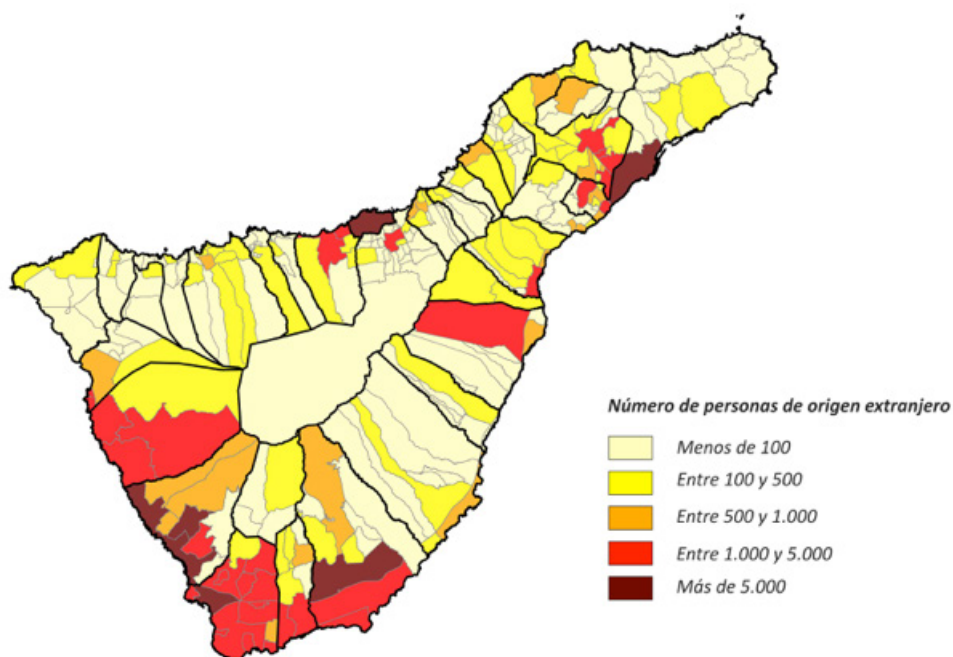 Número de personas de origen extranjero
Menos de 100
Entre 100 y 500
Entre 500 y 1.000
Entre 1.000 y 5.000
Más de 5.000